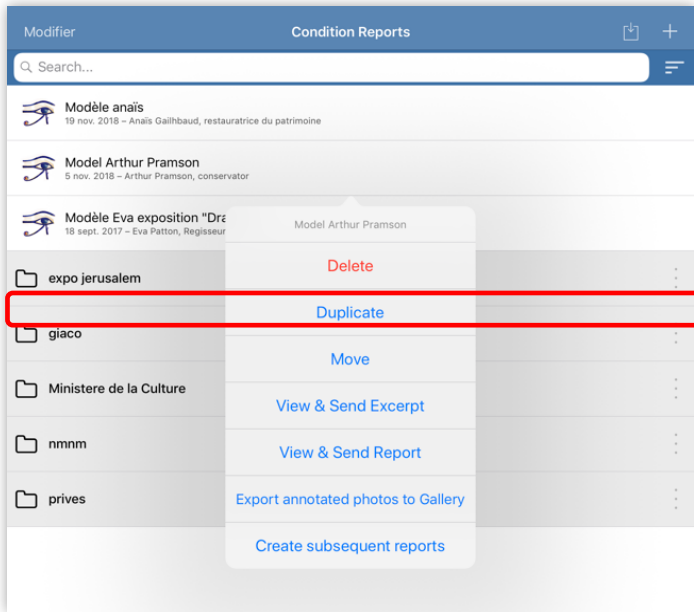 Modifier
Condition Reports
Search...
Modèle anaïs
19 nov. 2018 – Anaïs Gailhbaud, restauratrice du patrimoine
Model Arthur Pramson
5 nov. 2018 – Arthur Pramson, conservator
Modèle Eva exposition "Dra
18 sept. 2017 – Eva Patton, Regisseur
expo jerusalem
giaco
Ministere de la Culture
nmnm
prives
Model Arthur Pramson
Delete
Duplicate
Move
View & Send Excerpt
View & Send Report
Export annotated photos to Gallery
Create subsequent reports